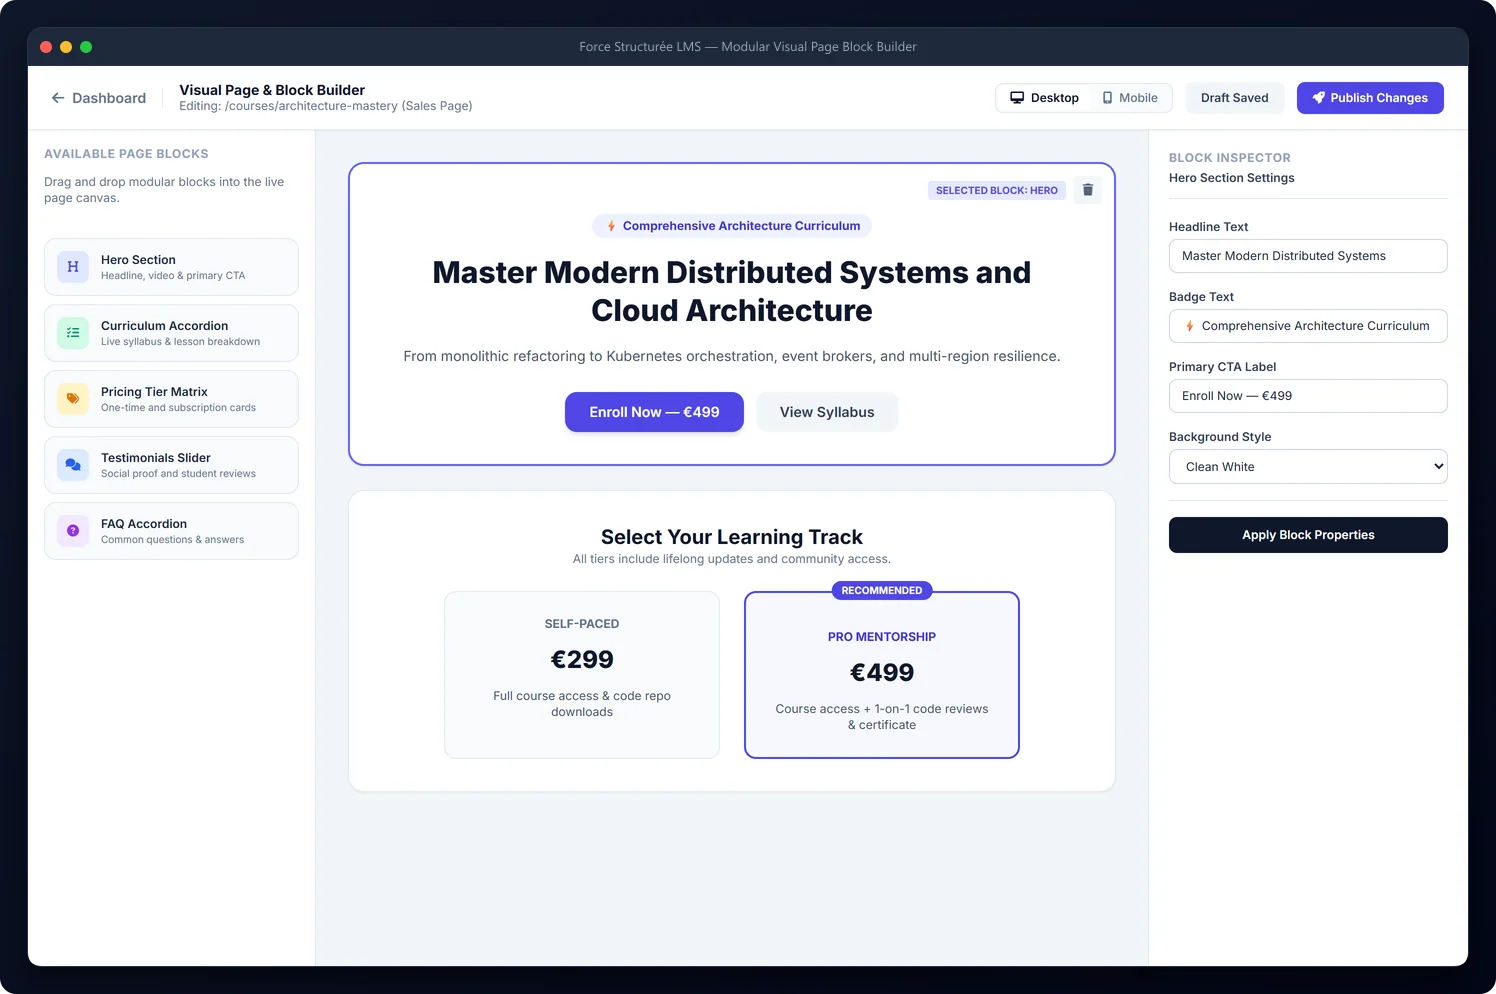 Force Structurée LMS — Modular Visual Page Block Builder
Dashboard
Visual Page & Block Builder
Editing: /courses/architecture-mastery (Sales Page)
Desktop
Mobile
Draft Saved
Publish Changes
AVAILABLE PAGE BLOCKS
Drag and drop modular blocks into the live
page canvas.
H
Hero Section
Headline, video & primary CTA
Curriculum Accordion
Live syllabus & lesson breakdown
Pricing Tier Matrix
One-time and subscription cards
Testimonials Slider
Social proof and student reviews
?
FAQ Accordion
Common questions & answers
SELECTED BLOCK: HERO
Comprehensive Architecture Curriculum
Master Modern Distributed Systems and
Cloud Architecture
From monolithic refactoring to Kubernetes orchestration, event brokers, and multi-region resilience.
Enroll Now — €499
View Syllabus
Select Your Learning Track
All tiers include lifelong updates and community access.
SELF-PACED
€299
Full course access & code repo
downloads
RECOMMENDED
PRO MENTORSHIP
€499
Course access + 1-on-1 code reviews
& certificate
BLOCK INSPECTOR
Hero Section Settings
Headline Text
Master Modern Distributed Systems
Badge Text
Comprehensive Architecture Curriculum
Primary CTA Label
Enroll Now — €499
Background Style
Clean White
Apply Block Properties